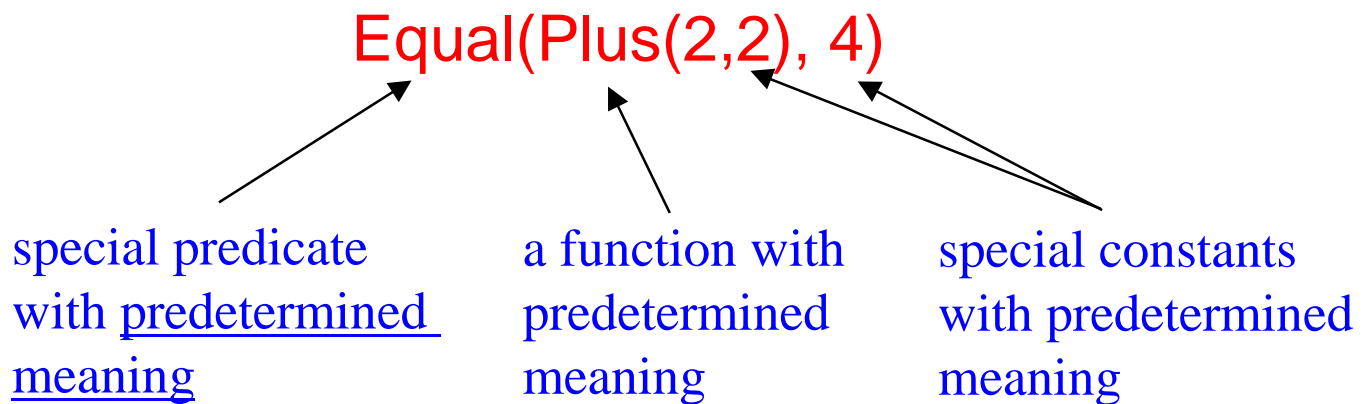 Equal(Plus(2,2), 4)
special predicate
with predetermined
meaning
a function with
predetermined
meaning
special constants
with predetermined
meaning